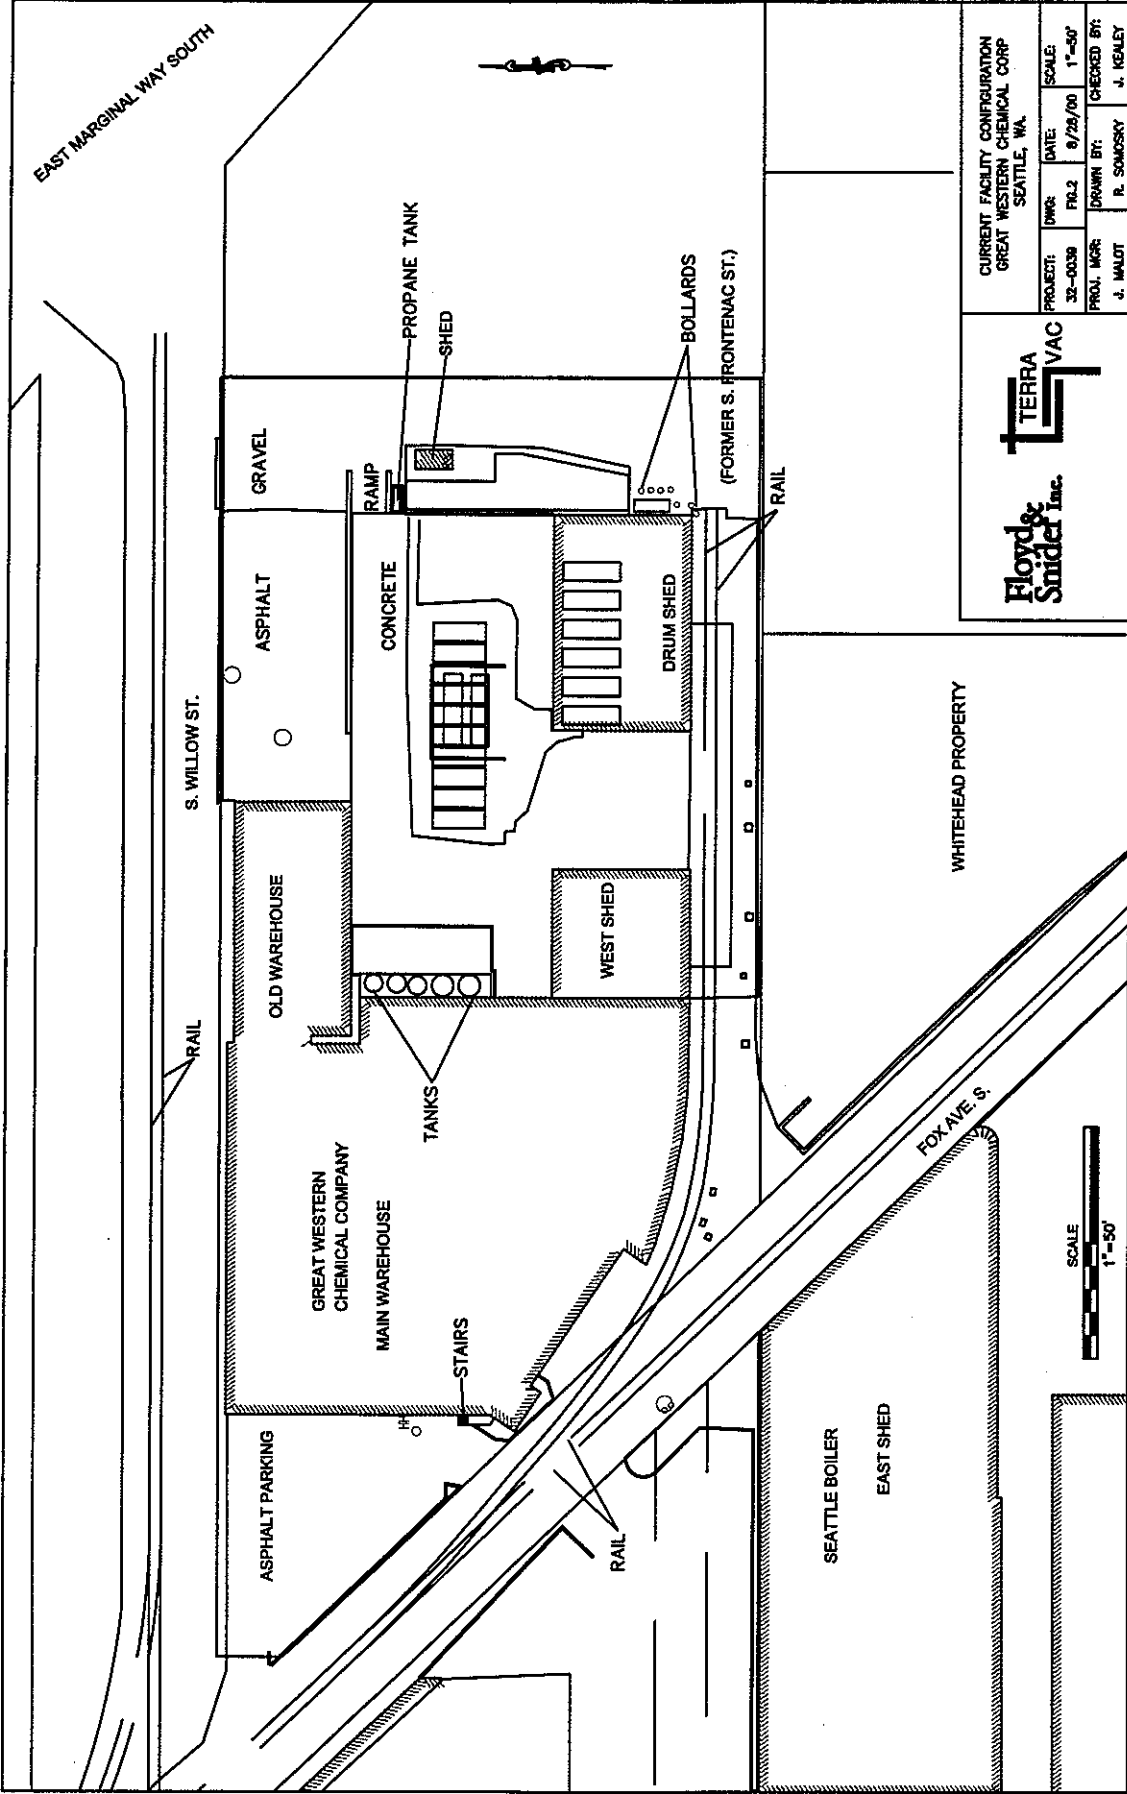 EAST MARGINAL WAY SOUTH
S. WILLOW ST.
RAIL
PROPANE TANK
SHED
GRAVEL
RAMP
ASPHALT
CONCRETE
BOLLARDS
(FORMER S. FRONTENAC ST.)
RAIL
DRUM SHED
OLD WAREHOUSE
WEST SHED
TANKS
GREAT WESTERN
CHEMICAL COMPANY
MAIN WAREHOUSE
STAIRS
ASPHALT PARKING
RAIL
FOX AVE. S.
WHITEHEAD PROPERTY
SEATTLE BOILER
EAST SHED
SCALE
1"=50'
Floyd &
Snider Inc.
TERRA
VAC
CURRENT FACILITY CONFIGURATION
GREAT WESTERN CHEMICAL CORP
SEATTLE, WA.
PROJECT: DWG: DATE: SCALE:
32-0039 FIG.2 8/28/00 1"=50'
PROJ. MGR: DRAWN BY: CHECKED BY:
J. MALOT R. SOMOSKY J. KEALEY